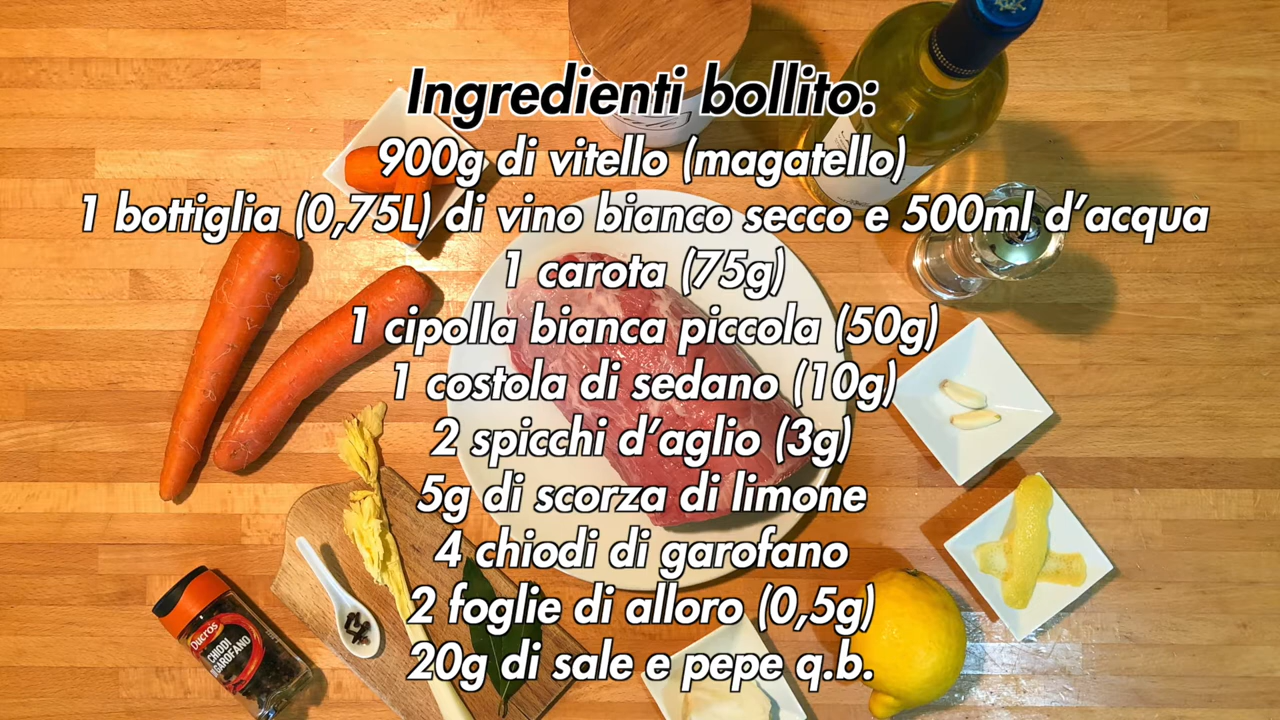 Ingredienti bollito:
900g di vitello (magatello)
1 bottiglia (0,75L) di vino bianco secco e 500ml d'acqua
1 carota (75g)
1 cipolla bianca piccola (50g)
1 costola di sedano (10g)
2 spicchi d'aglio (3g)
5g di scorza di limone
4 chiodi di garofano
2 foglie di alloro (0,5g)
20g di sale e pepe q.b.
Ducros
CHIODI
GAROFANO